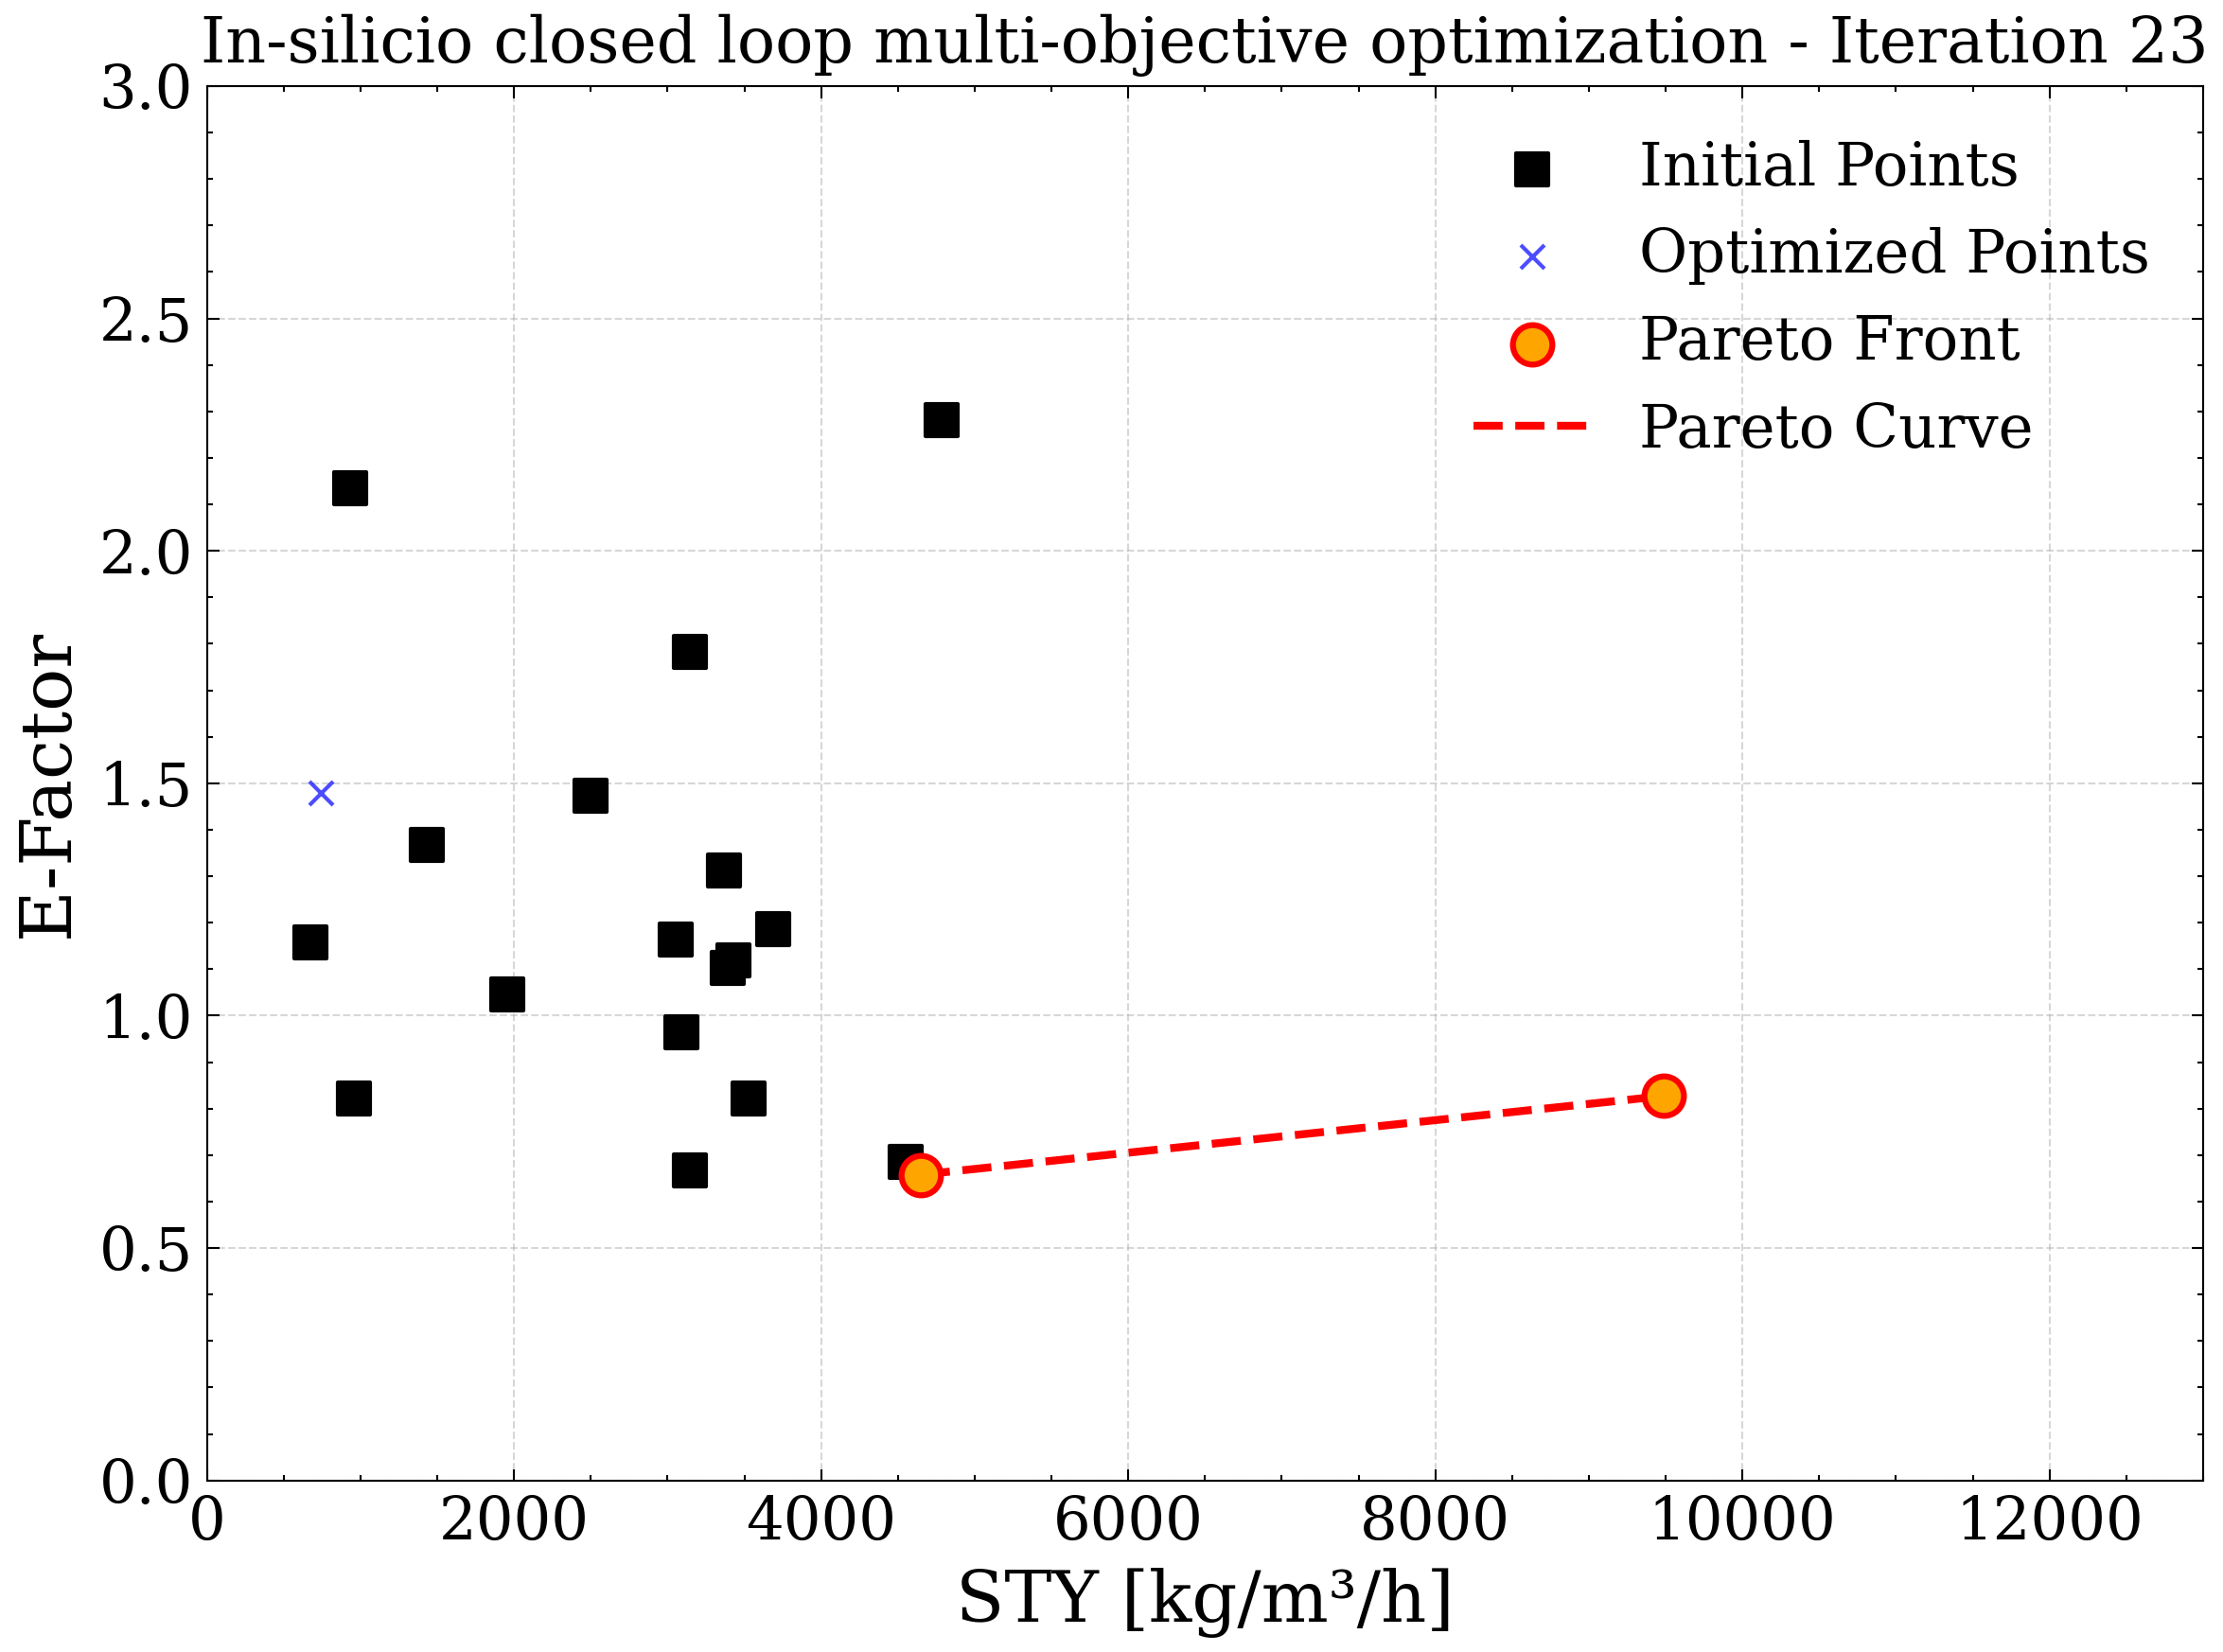 In-silicio closed loop multi-objective optimization - Iteration 23
3.0
2.5
2.0
1.5
1.0
0.5
0.0
E-Factor
Initial Points
Optimized Points
Pareto Front
Pareto Curve
0 2000 4000 6000 8000 10000 12000
STY [kg/m³/h]